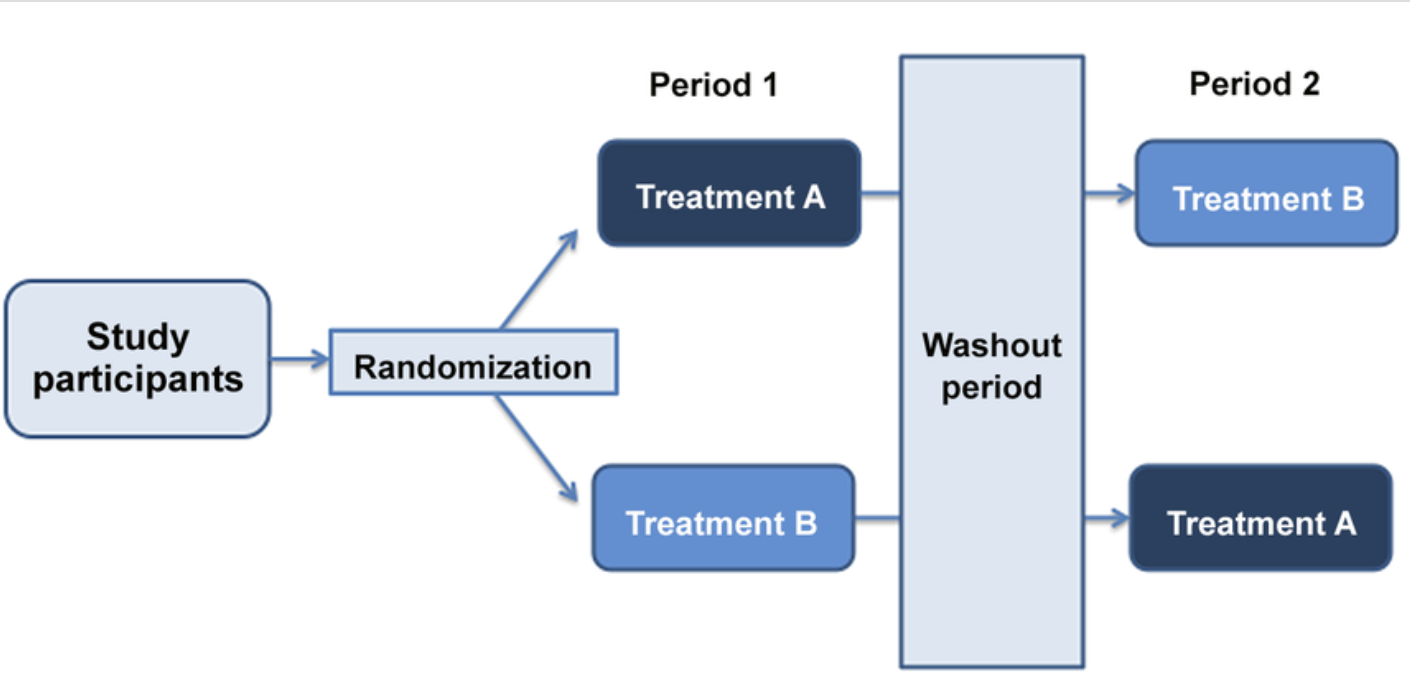 Period 1
Period 2
Treatment A
Treatment B
Study
participants
Randomization
Washout
period
Treatment B
Treatment A